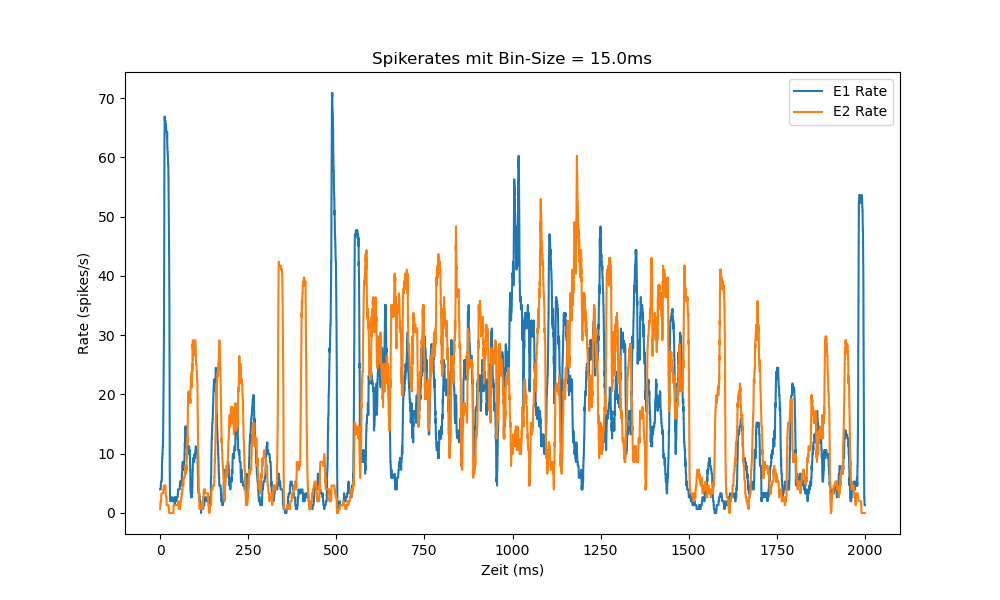 Spikerates mit Bin-Size = 15.0ms
E1 Rate
E2 Rate
70
60
50
40
30
20
10
0
Rate (spikes/s)
0 250 500 750 1000 1250 1500 1750 2000
Zeit (ms)